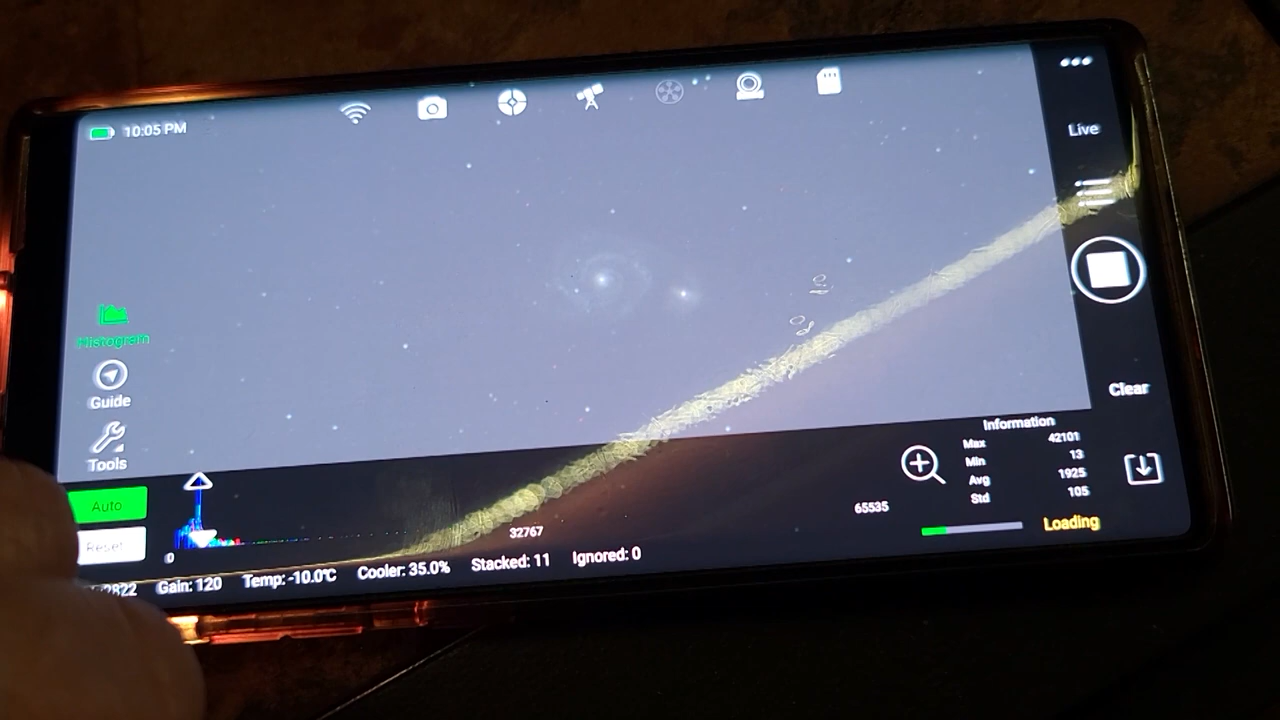 10:05 PM
Live
Histogram
Guide
Tools
Clear
Information
Max 42101
Min 13
Avg 1925
Std 105
Auto
Reset
0
32767
65535
Loading
Gain: 120 Temp: -10.0℃ Cooler: 35.0% Stacked: 11 Ignored: 0